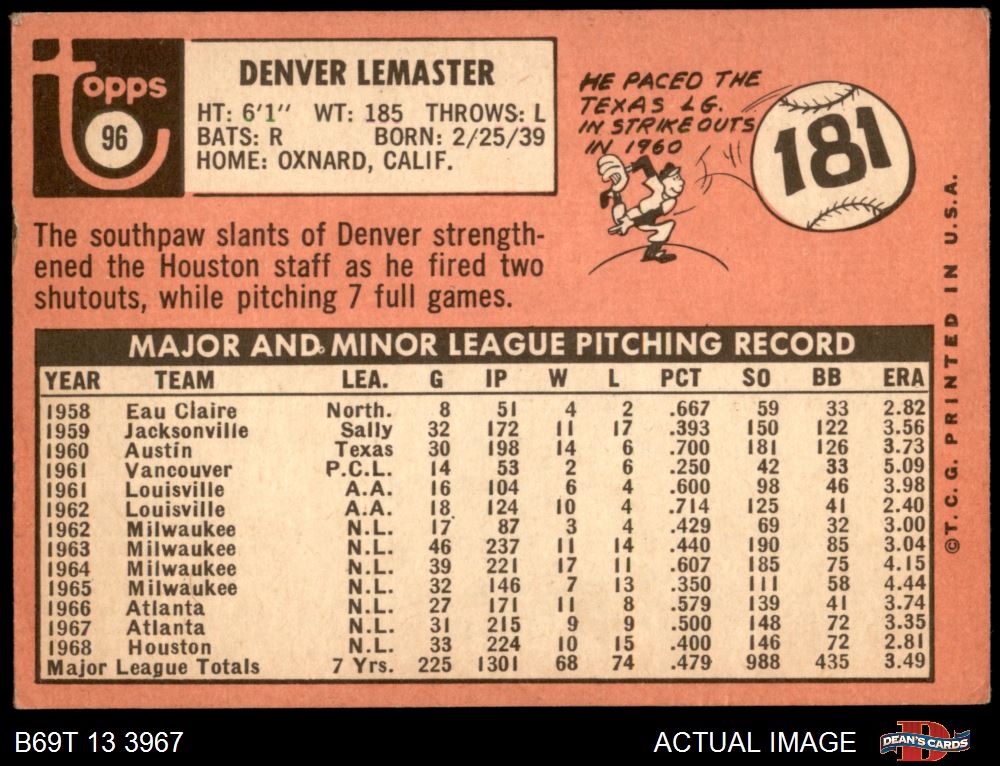 Topps
96
DENVER LEMASTER
HT: 6'1" WT: 185 THROWS: L
BATS: R BORN: 2/25/39
HOME: OXNARD, CALIF.
HE PACED THE
TEXAS LG.
IN STRIKEOUTS
IN 1960
181
The southpaw slants of Denver strength-
ened the Houston staff as he fired two
shutouts, while pitching 7 full games.
MAJOR AND MINOR LEAGUE PITCHING RECORD
YEAR TEAM LEA. G IP W L PCT SO BB ERA
1958 Eau Claire North. 8 51 4 2 .667 59 33 2.82
1959 Jacksonville Sally 32 172 11 17 .393 150 122 3.56
1960 Austin Texas 30 198 14 6 .700 181 126 3.73
1961 Vancouver P.C.L. 14 53 2 6 .250 42 33 5.09
1961 Louisville A.A. 16 104 6 4 .600 98 46 3.98
1962 Louisville A.A. 18 124 10 4 .714 125 41 2.40
1962 Milwaukee N.L. 17 87 3 4 .429 69 32 3.00
1963 Milwaukee N.L. 46 237 11 14 .440 190 85 3.04
1964 Milwaukee N.L. 39 221 17 11 .607 185 75 4.15
1965 Milwaukee N.L. 32 146 7 13 .350 111 58 4.44
1966 Atlanta N.L. 27 171 11 8 .579 139 41 3.74
1967 Atlanta N.L. 31 215 9 9 .500 148 72 3.35
1968 Houston N.L. 33 224 10 15 .400 146 72 2.81
Major League Totals 7 Yrs. 225 1301 68 74 .479 988 435 3.49
©T.C.G. PRINTED IN U.S.A.
B69T 13 3967
ACTUAL IMAGE
D
DEAN'S CARDS